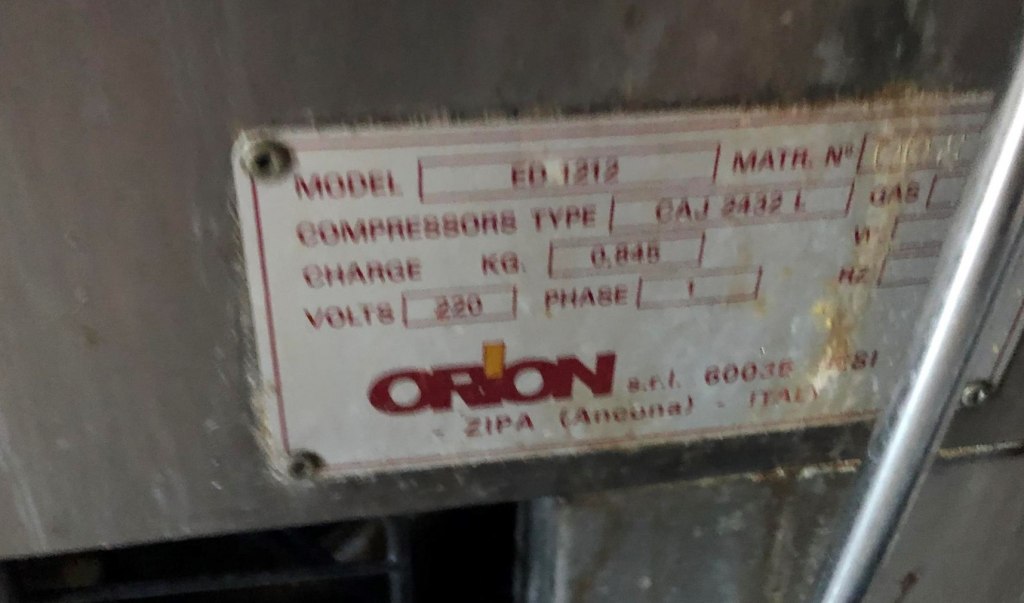 MODEL ED 1212 MATR. Nº
COMPRESSORS TYPE CAJ 2432 L GAS
CHARGE KG. 0,845
VOLTS 220 PHASE 1 HZ
ORION s.r.l. 60035
ZIPA (Ancona) - ITALY